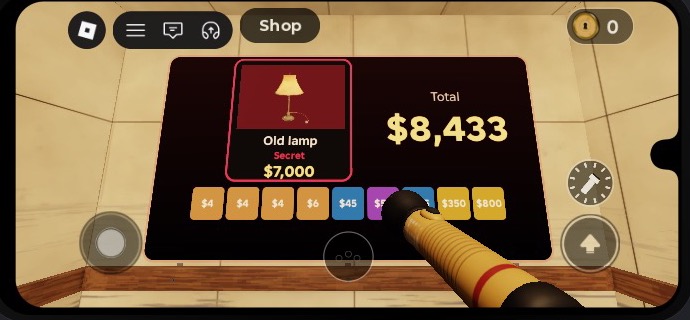 Shop
0
Total
$8,433
Old lamp
Secret
$7,000
$4 $4 $4 $6 $45 $350 $800